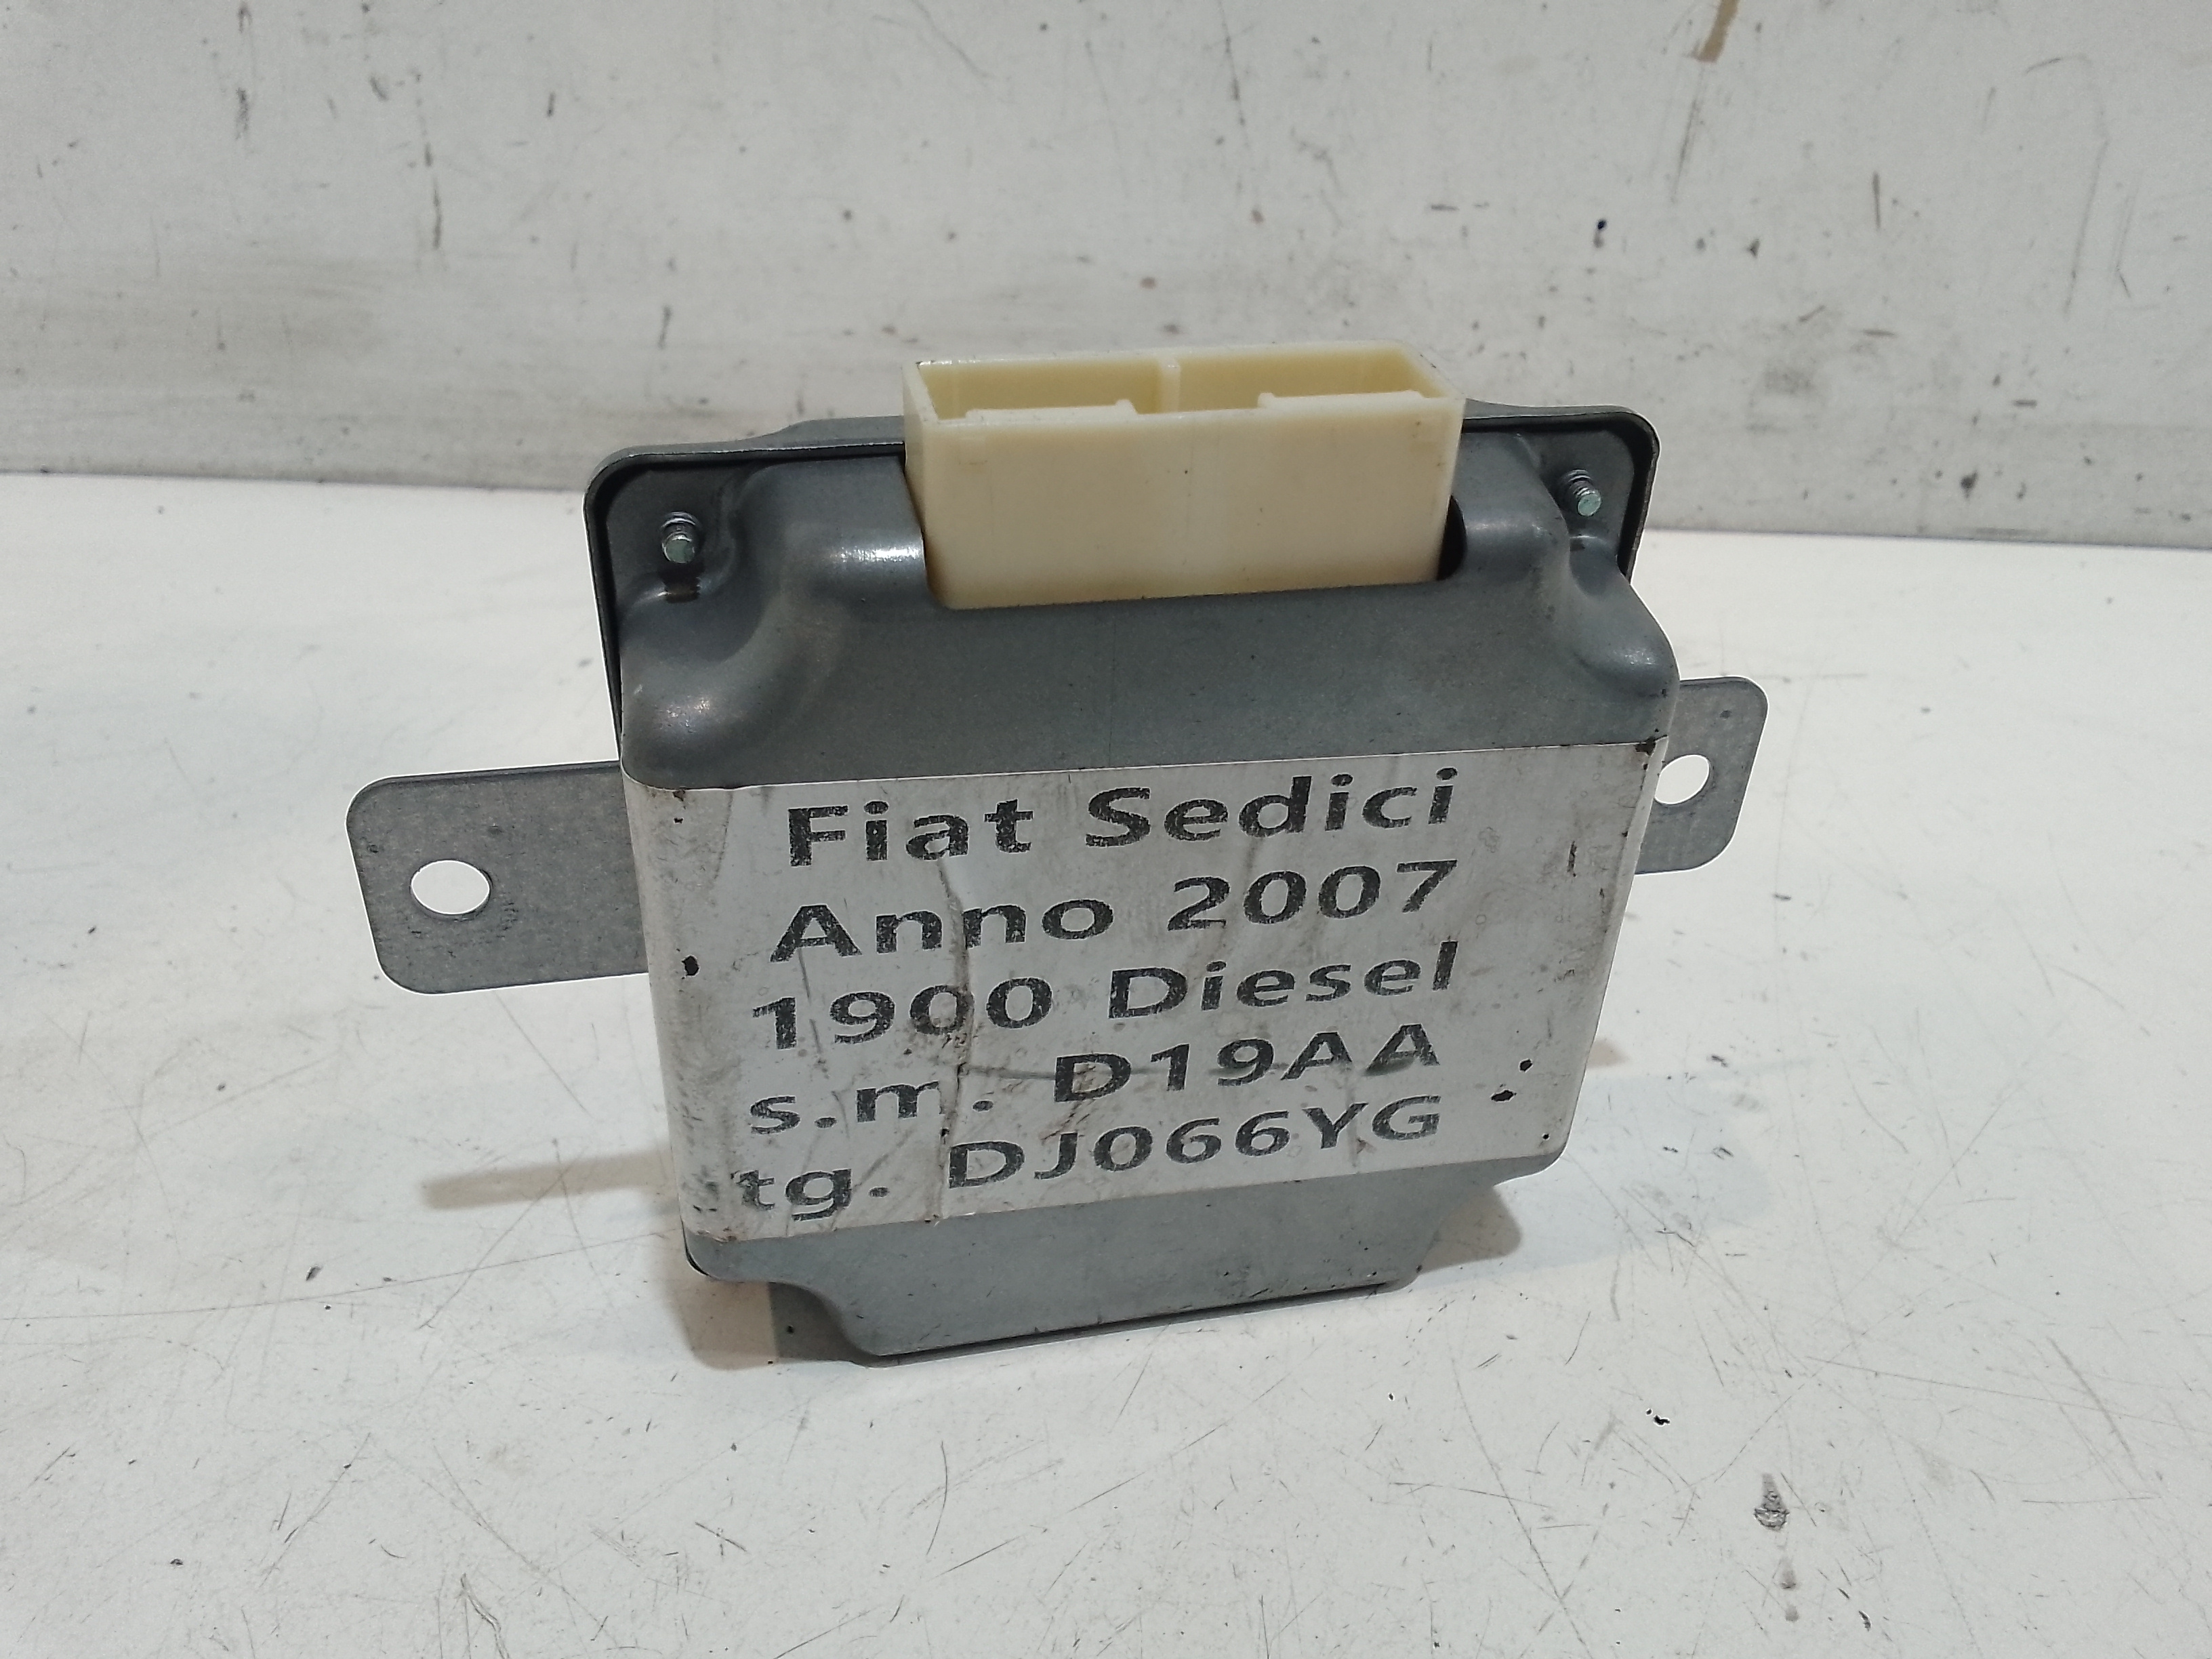 Fiat Sedici
Anno 2007
1900 Diesel
s.m. D19AA
tg. DJ066YG